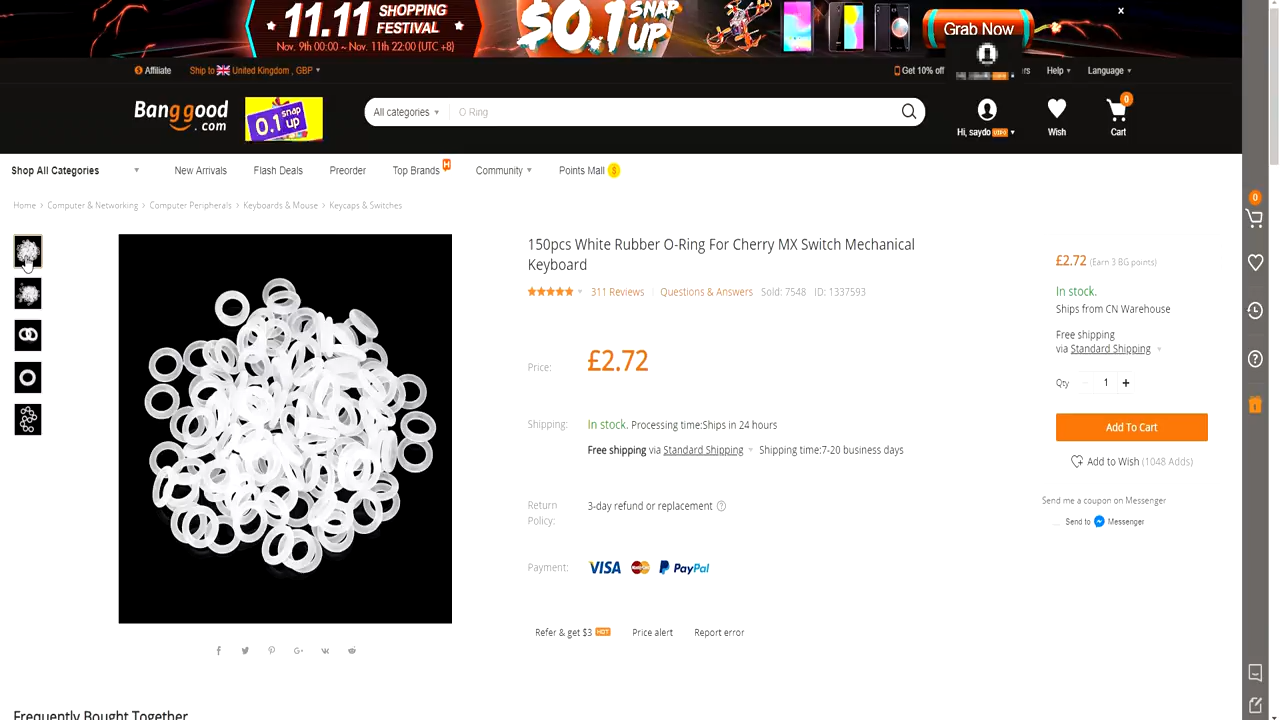 11.11 SHOPPING FESTIVAL
Nov. 9th 00:00 ~ Nov. 11th 22:00 (UTC +8)
$0.1 SNAP UP
Grab Now
Affiliate
Ship to United Kingdom , GBP
Get 10% off
Help
Language
Banggood.com
0.1 snap up
All categories
O Ring
Hi, saydo
Wish
0
Cart
Shop All Categories
New Arrivals
Flash Deals
Preorder
Top Brands H
Community
Points Mall $
Home > Computer & Networking > Computer Peripherals > Keyboards & Mouse > Keycaps & Switches
150pcs White Rubber O-Ring For Cherry MX Switch Mechanical
Keyboard
311 Reviews
Questions & Answers
Sold: 7548
ID: 1337593
Price:
£2.72
Shipping:
In stock. Processing time:Ships in 24 hours
Free shipping via Standard Shipping
Shipping time:7-20 business days
Return
Policy:
3-day refund or replacement
Payment:
VISA
MasterCard
PayPal
Refer & get $3 HOT
Price alert
Report error
£2.72 (Earn 3 BG points)
In stock.
Ships from CN Warehouse
Free shipping
via Standard Shipping
Qty
1
+
Add To Cart
Add to Wish (1048 Adds)
Send me a coupon on Messenger
Send to Messenger
0
1
Frequently Bought Together